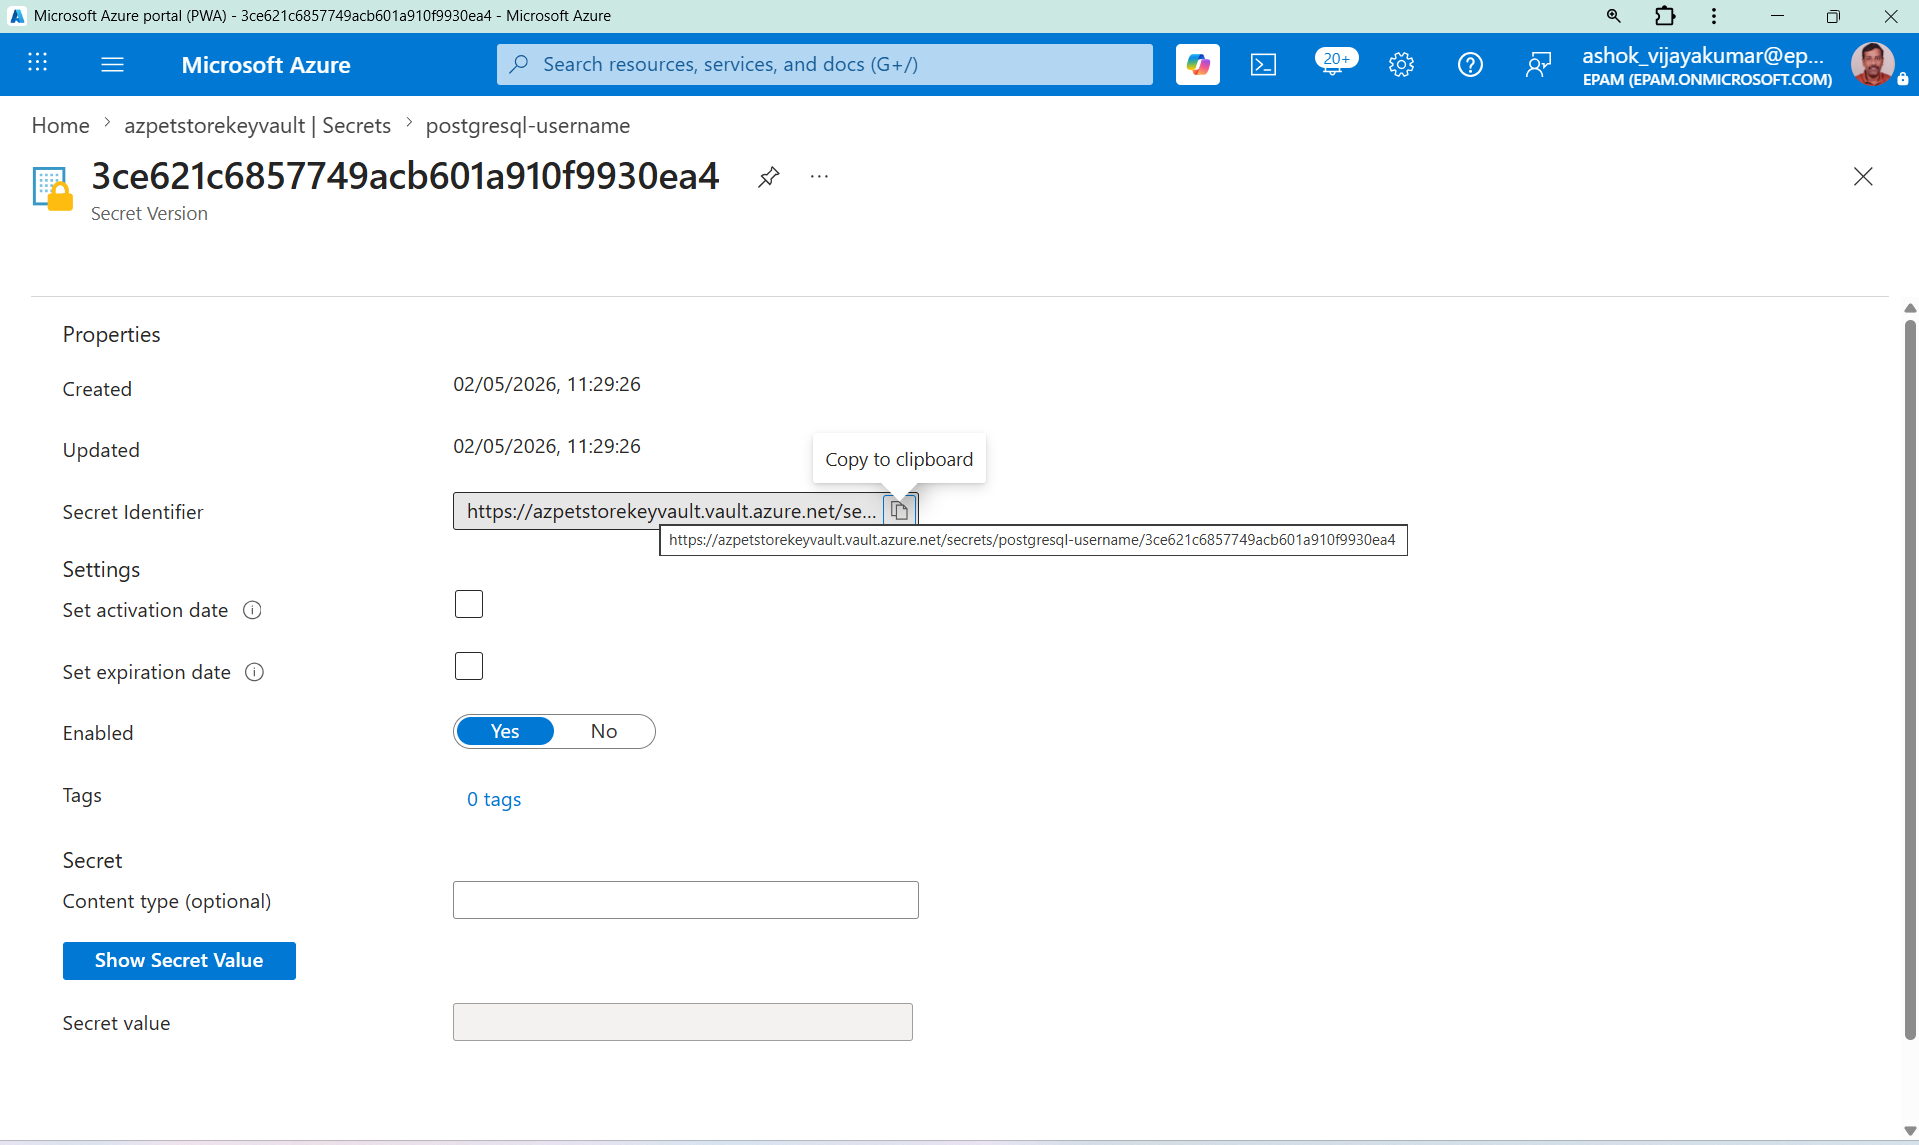 Microsoft Azure portal (PWA) - 3ce621c6857749acb601a910f9930ea4 - Microsoft Azure
Microsoft Azure
Search resources, services, and docs (G+/)
20+
ashok_vijayakumar@ep...
EPAM (EPAM.ONMICROSOFT.COM)
Home > azpetstorekeyvault | Secrets > postgresql-username
3ce621c6857749acb601a910f9930ea4
Secret Version
Properties
Created
02/05/2026, 11:29:26
Updated
02/05/2026, 11:29:26
Copy to clipboard
Secret Identifier
https://azpetstorekeyvault.vault.azure.net/se...
https://azpetstorekeyvault.vault.azure.net/secrets/postgresql-username/3ce621c6857749acb601a910f9930ea4
Settings
Set activation date
Set expiration date
Enabled
Yes No
Tags
0 tags
Secret
Content type (optional)
Show Secret Value
Secret value